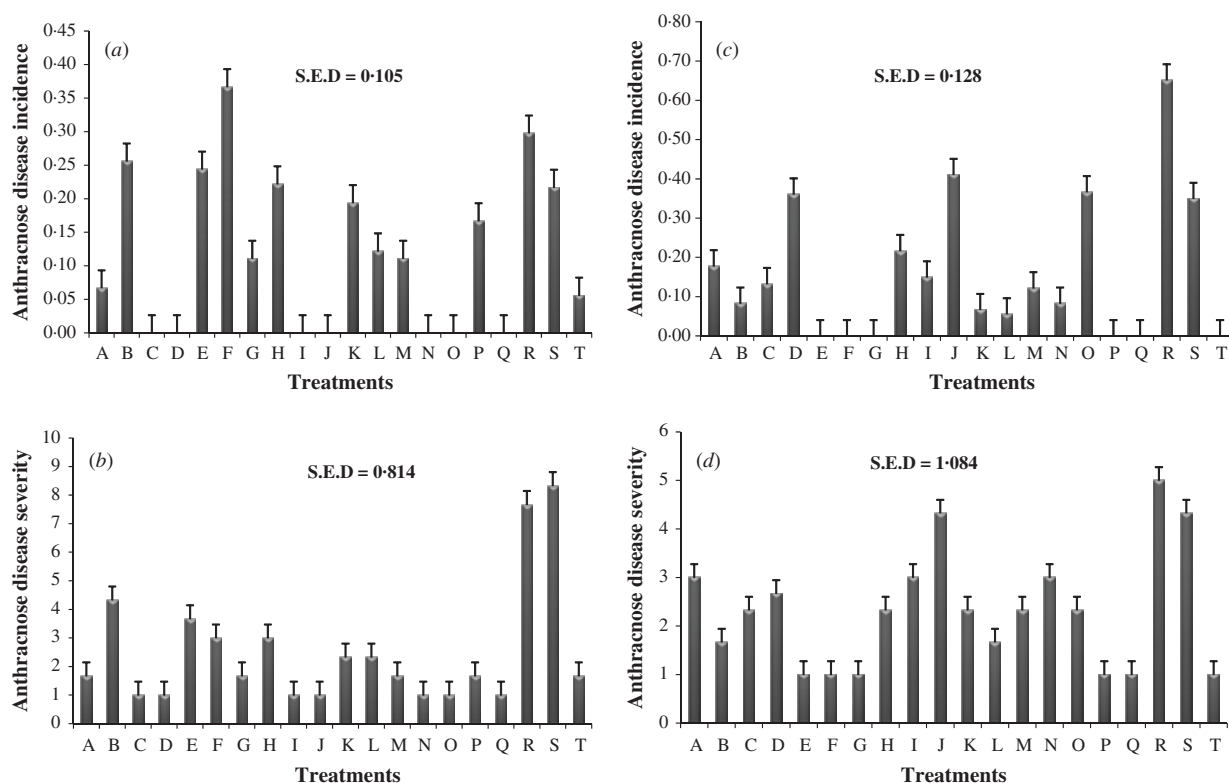 (a)
S.E.D = 0·105
Anthracnose disease incidence
0·45
0·40
0·35
0·30
0·25
0·20
0·15
0·10
0·05
0·00
A B C D E F G H I J K L M N O P Q R S T
Treatments
(c)
S.E.D = 0·128
Anthracnose disease incidence
0·80
0·70
0·60
0·50
0·40
0·30
0·20
0·10
0·00
A B C D E F G H I J K L M N O P Q R S T
Treatments
(b)
S.E.D = 0·814
Anthracnose disease severity
10
9
8
7
6
5
4
3
2
1
0
A B C D E F G H I J K L M N O P Q R S T
Treatments
(d)
S.E.D = 1·084
Anthracnose disease severity
6
5
4
3
2
1
0
A B C D E F G H I J K L M N O P Q R S T
Treatments